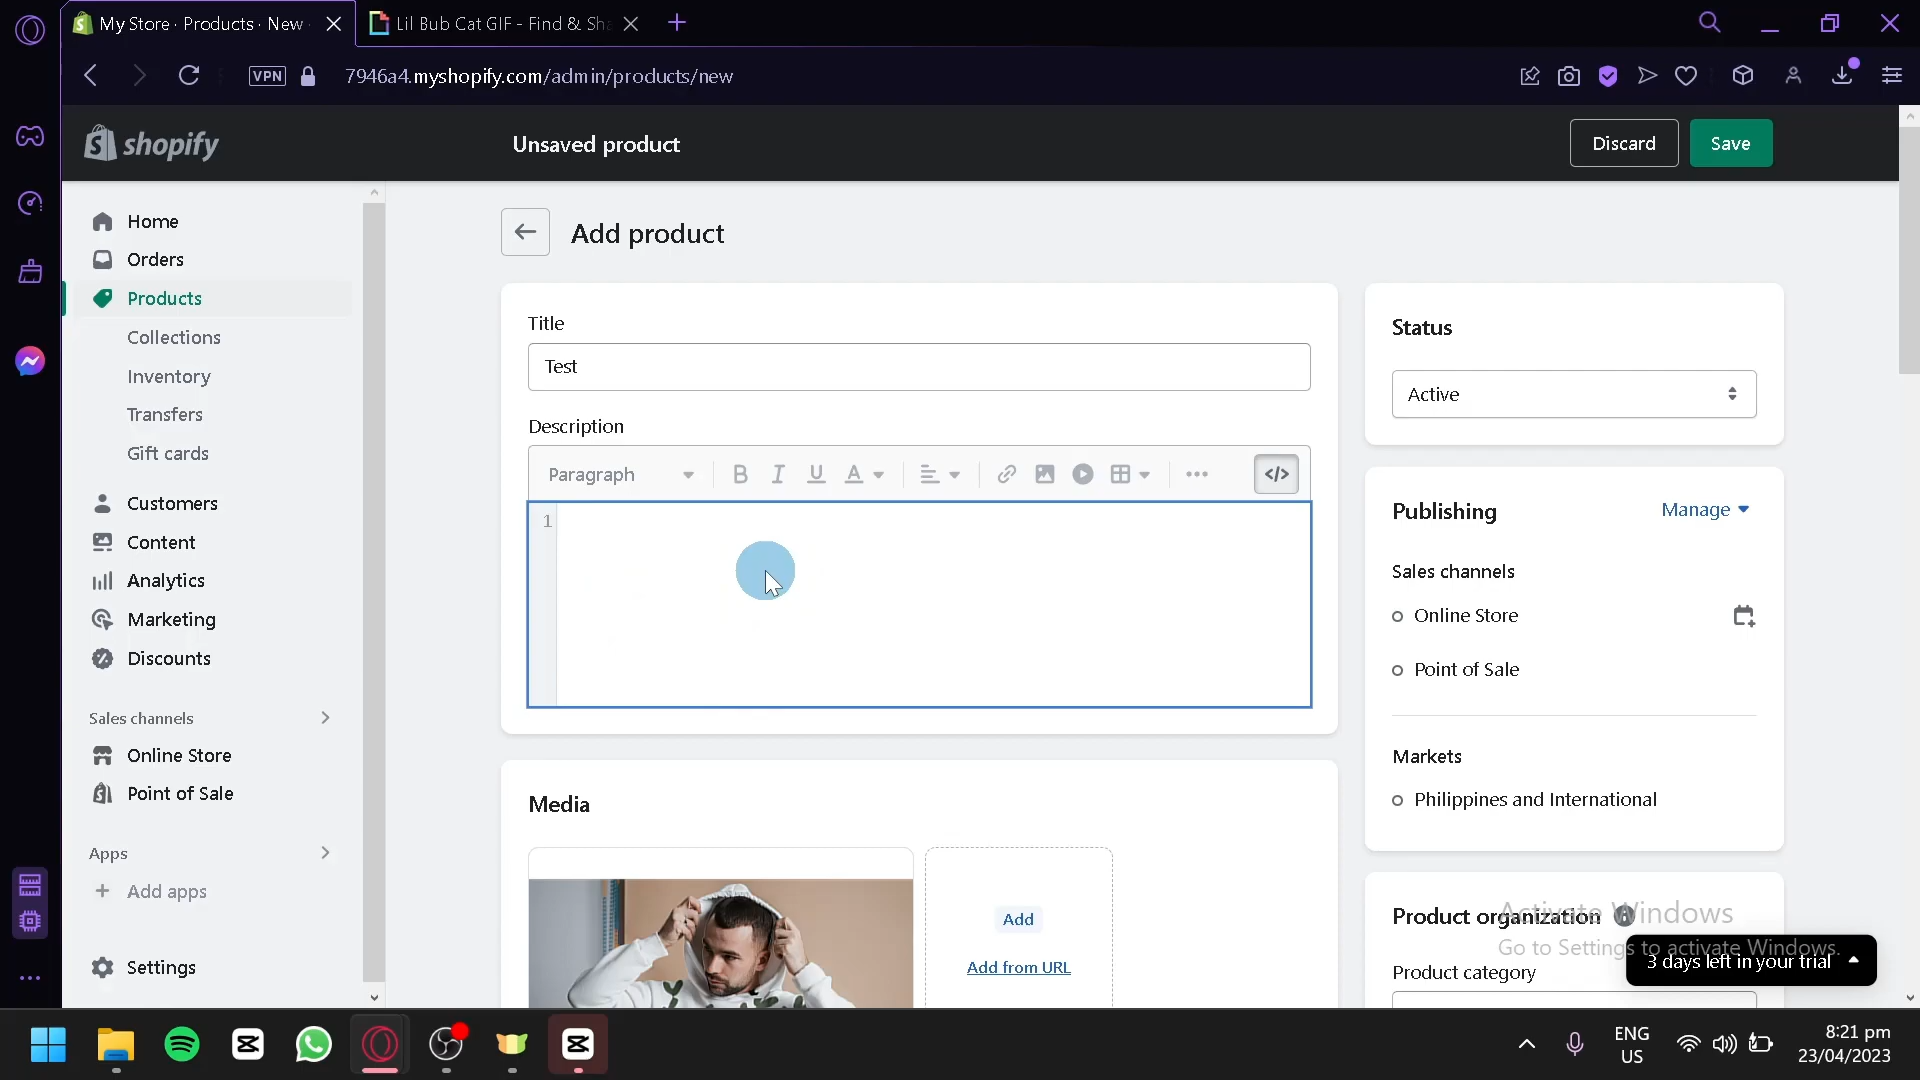 My Store · Products · New
Lil Bub Cat GIF - Find & Sha
VPN
7946a4.myshopify.com/admin/products/new
shopify
Unsaved product
Discard
Save
Home
Orders
Products
Collections
Inventory
Transfers
Gift cards
Customers
Content
Analytics
Marketing
Discounts
Sales channels
Online Store
Point of Sale
Apps
Add apps
Settings
Add product
Title
Test
Description
Paragraph
B I U A
</>
1
Media
Add
Add from URL
Status
Active
Publishing
Manage
Sales channels
Online Store
Point of Sale
Markets
Philippines and International
Product organization
Product category
Activate Windows
Go to Settings to activate Windows.
3 days left in your trial
ENG
US
8:21 pm
23/04/2023